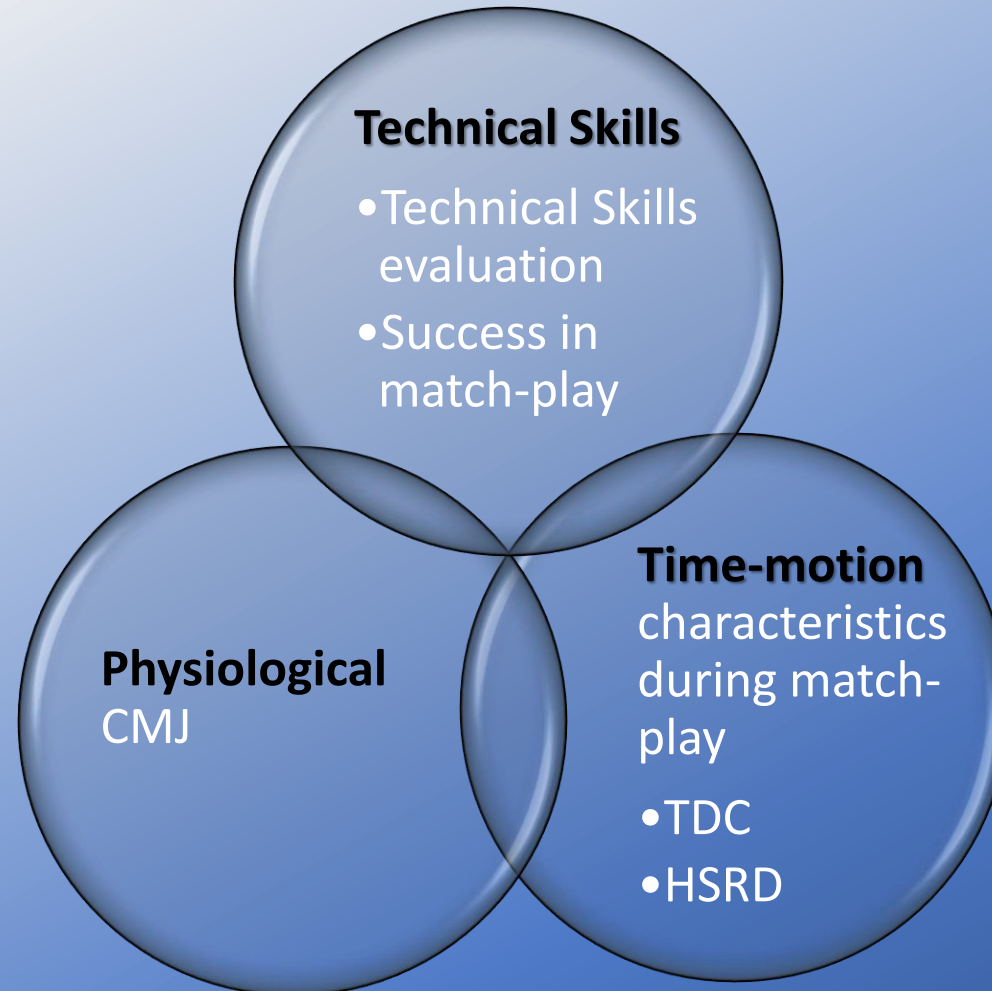 Technical Skills
•Technical Skills
evaluation
•Success in
match-play
Physiological
CMJ
Time-motion
characteristics
during match-
play
•TDC
•HSRD